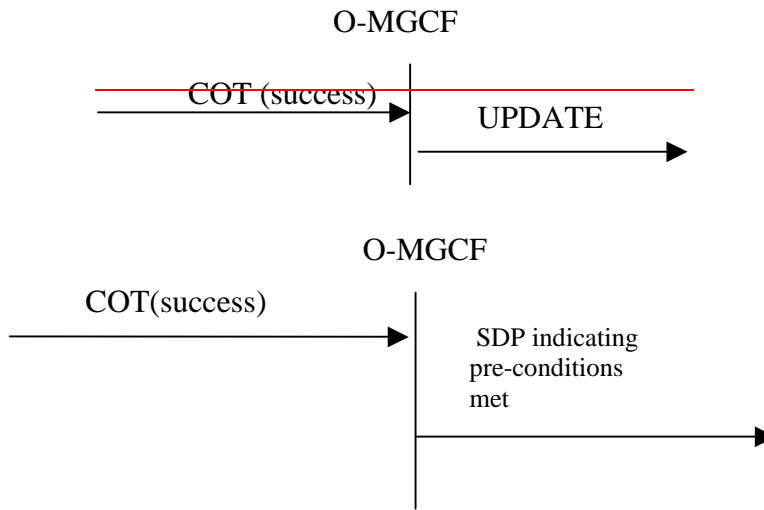 O-MGCF
COT (success)
UPDATE
O-MGCF
COT(success)
SDP indicating
pre-conditions
met